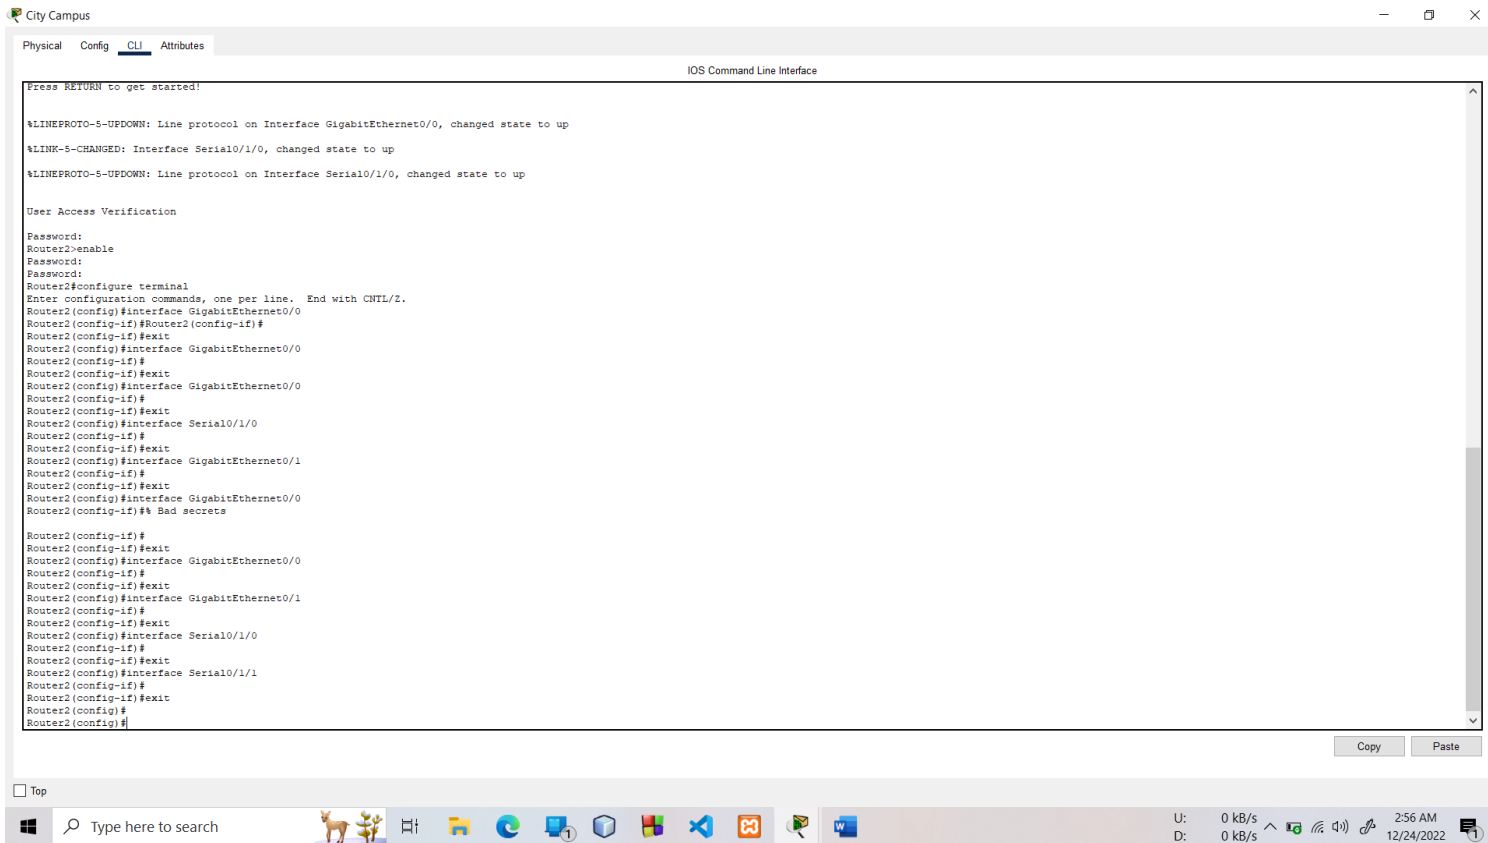 City Campus
Physical Config CLI Attributes
IOS Command Line Interface
Press RETURN to get started!
%LINEPROTO-5-UPDOWN: Line protocol on Interface GigabitEthernet0/0, changed state to up
%LINK-5-CHANGED: Interface Serial0/1/0, changed state to up
%LINEPROTO-5-UPDOWN: Line protocol on Interface Serial0/1/0, changed state to up
User Access Verification
Password:
Router2>enable
Password:
Password:
Router2#configure terminal
Enter configuration commands, one per line.  End with CNTL/Z.
Router2(config)#interface GigabitEthernet0/0
Router2(config-if)#Router2(config-if)#
Router2(config-if)#exit
Router2(config)#interface GigabitEthernet0/0
Router2(config-if)#
Router2(config-if)#exit
Router2(config)#interface GigabitEthernet0/0
Router2(config-if)#
Router2(config-if)#exit
Router2(config)#interface Serial0/1/0
Router2(config-if)#
Router2(config-if)#exit
Router2(config)#interface GigabitEthernet0/1
Router2(config-if)#
Router2(config-if)#exit
Router2(config)#interface GigabitEthernet0/0
Router2(config-if)#% Bad secrets
Router2(config-if)#
Router2(config-if)#exit
Router2(config)#interface GigabitEthernet0/0
Router2(config-if)#
Router2(config-if)#exit
Router2(config)#interface GigabitEthernet0/1
Router2(config-if)#
Router2(config-if)#exit
Router2(config)#interface Serial0/1/0
Router2(config-if)#
Router2(config-if)#exit
Router2(config)#interface Serial0/1/1
Router2(config-if)#
Router2(config-if)#exit
Router2(config)#
Router2(config)#
Copy Paste
Top
Type here to search
1
W
U: 0 kB/s
D: 0 kB/s
2:56 AM
12/24/2022
1